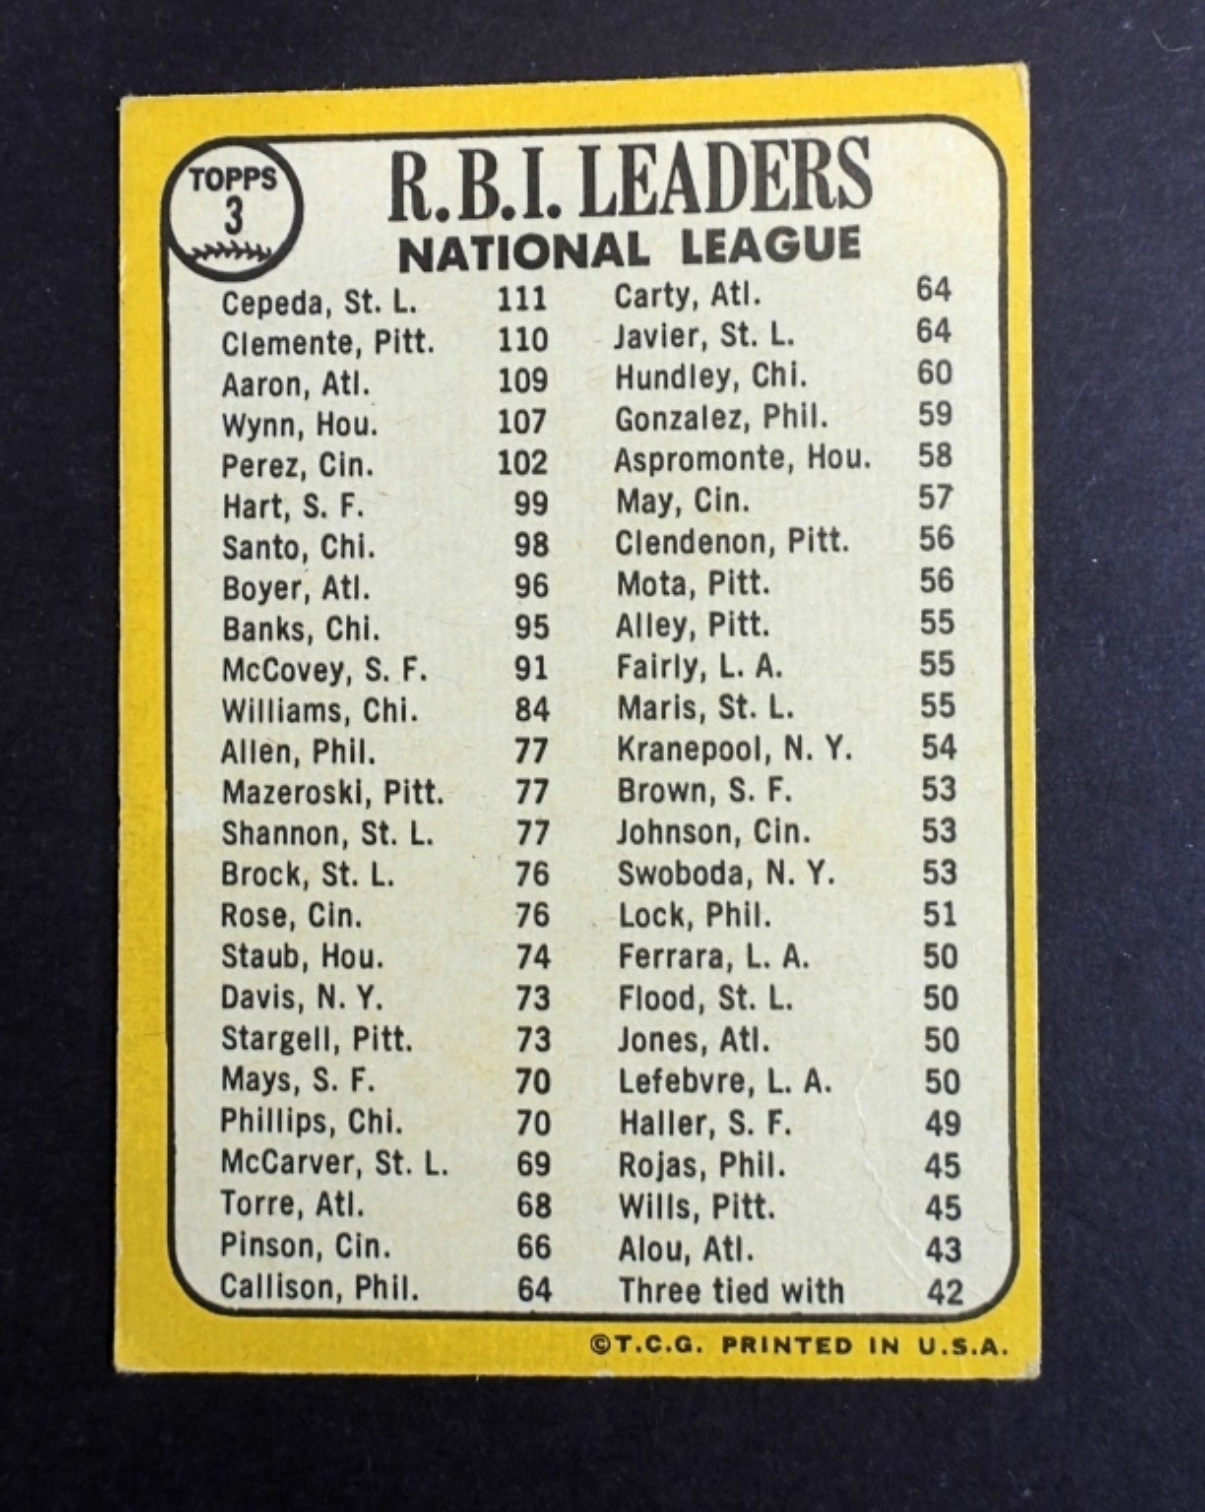 TOPPS
3
R.B.I. LEADERS
NATIONAL LEAGUE
Cepeda, St. L. 111
Clemente, Pitt. 110
Aaron, Atl. 109
Wynn, Hou. 107
Perez, Cin. 102
Hart, S. F. 99
Santo, Chi. 98
Boyer, Atl. 96
Banks, Chi. 95
McCovey, S. F. 91
Williams, Chi. 84
Allen, Phil. 77
Mazeroski, Pitt. 77
Shannon, St. L. 77
Brock, St. L. 76
Rose, Cin. 76
Staub, Hou. 74
Davis, N. Y. 73
Stargell, Pitt. 73
Mays, S. F. 70
Phillips, Chi. 70
McCarver, St. L. 69
Torre, Atl. 68
Pinson, Cin. 66
Callison, Phil. 64
Carty, Atl. 64
Javier, St. L. 64
Hundley, Chi. 60
Gonzalez, Phil. 59
Aspromonte, Hou. 58
May, Cin. 57
Clendenon, Pitt. 56
Mota, Pitt. 56
Alley, Pitt. 55
Fairly, L. A. 55
Maris, St. L. 55
Kranepool, N. Y. 54
Brown, S. F. 53
Johnson, Cin. 53
Swoboda, N. Y. 53
Lock, Phil. 51
Ferrara, L. A. 50
Flood, St. L. 50
Jones, Atl. 50
Lefebvre, L. A. 50
Haller, S. F. 49
Rojas, Phil. 45
Wills, Pitt. 45
Alou, Atl. 43
Three tied with 42
©T.C.G. PRINTED IN U.S.A.